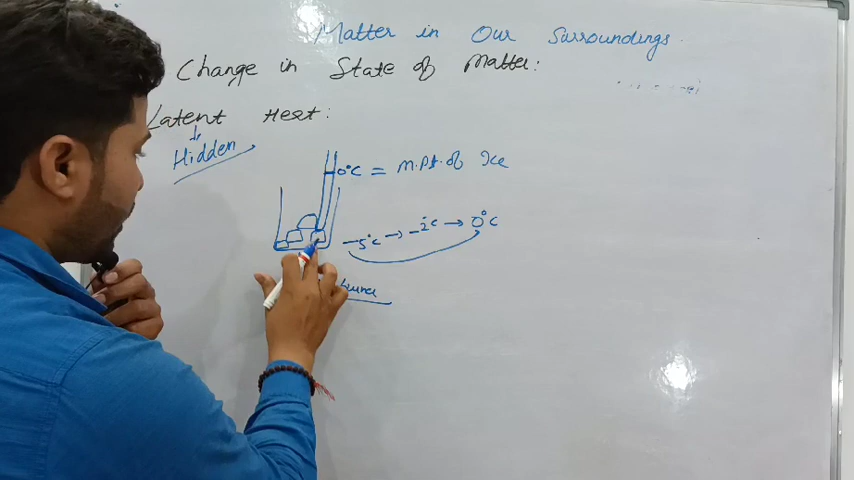 Matter in Our Surroundings
Change in State of Matter:
Latent Heat:
Hidden
0°C = M.Pt. of Ice
-5°C → -2°C → 0°C